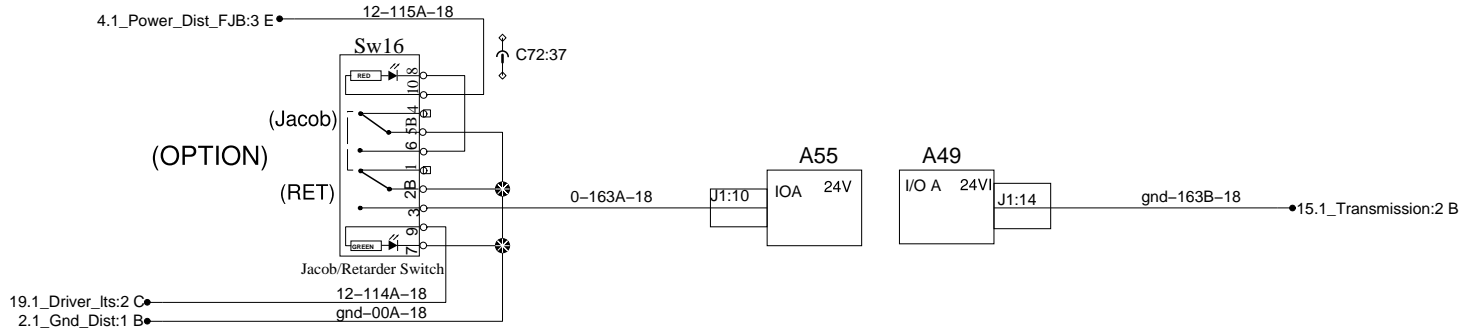 12–115A–18
4.1_Power_Dist_FJB:3 E
Sw16
C72:37
RED
8
10
(Jacob)
4
5B
(OPTION)
6
1
A55
A49
(RET)
2B
0–163A–18
J1:10
IOA
24V
I/O A
24VI
J1:14
gnd–163B–18
15.1_Transmission:2 B
3
9
GREEN
7
Jacob/Retarder Switch
12–114A–18
19.1_Driver_lts:2 C
gnd–00A–18
2.1_Gnd_Dist:1 B